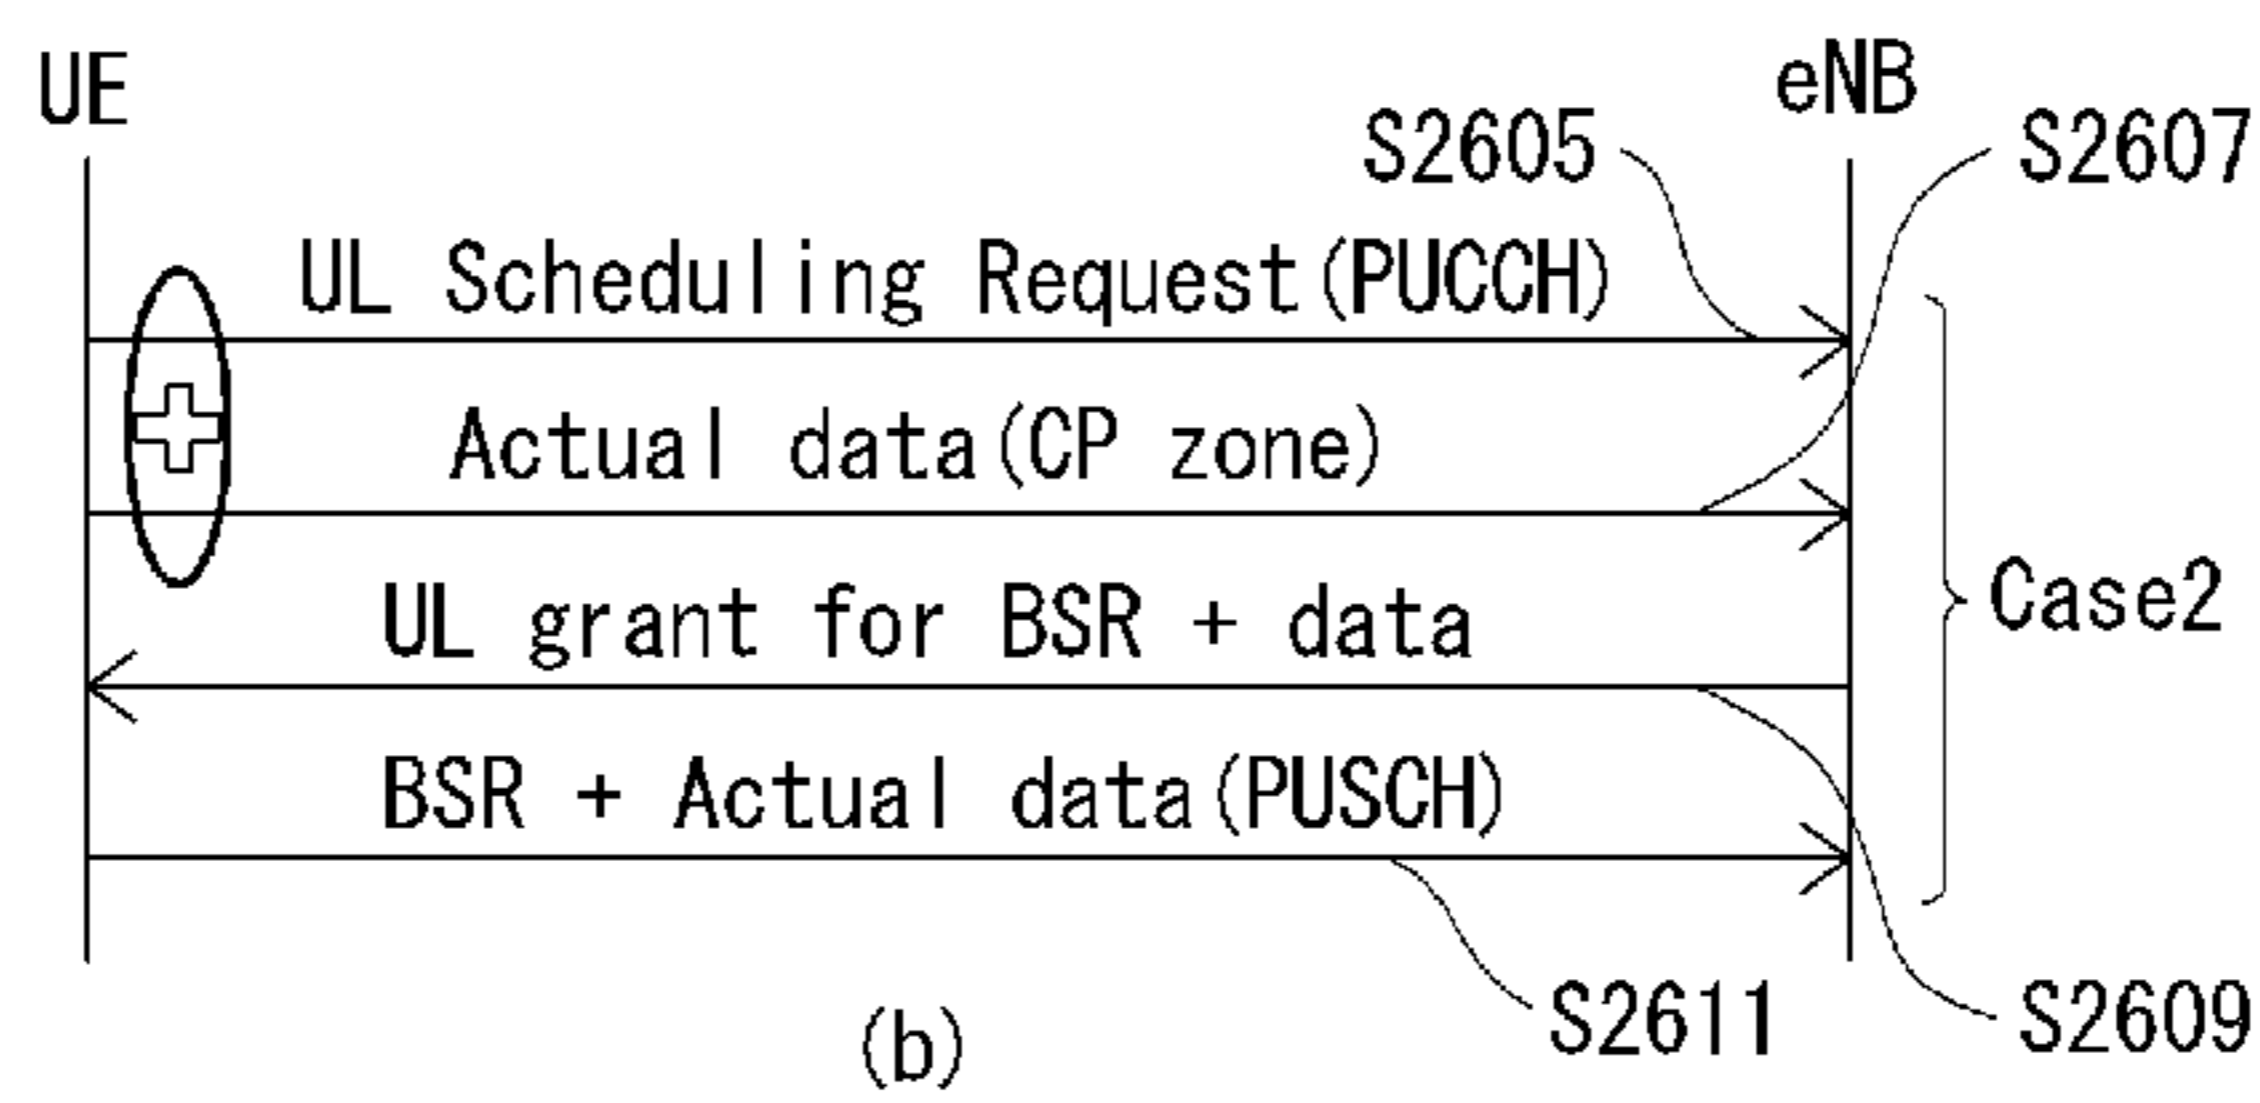 UE
eNB
S2605
S2607
UL Scheduling Request(PUCCH)
Actual data(CP zone)
UL grant for BSR + data
Case2
BSR + Actual data(PUSCH)
S2611
S2609
(b)